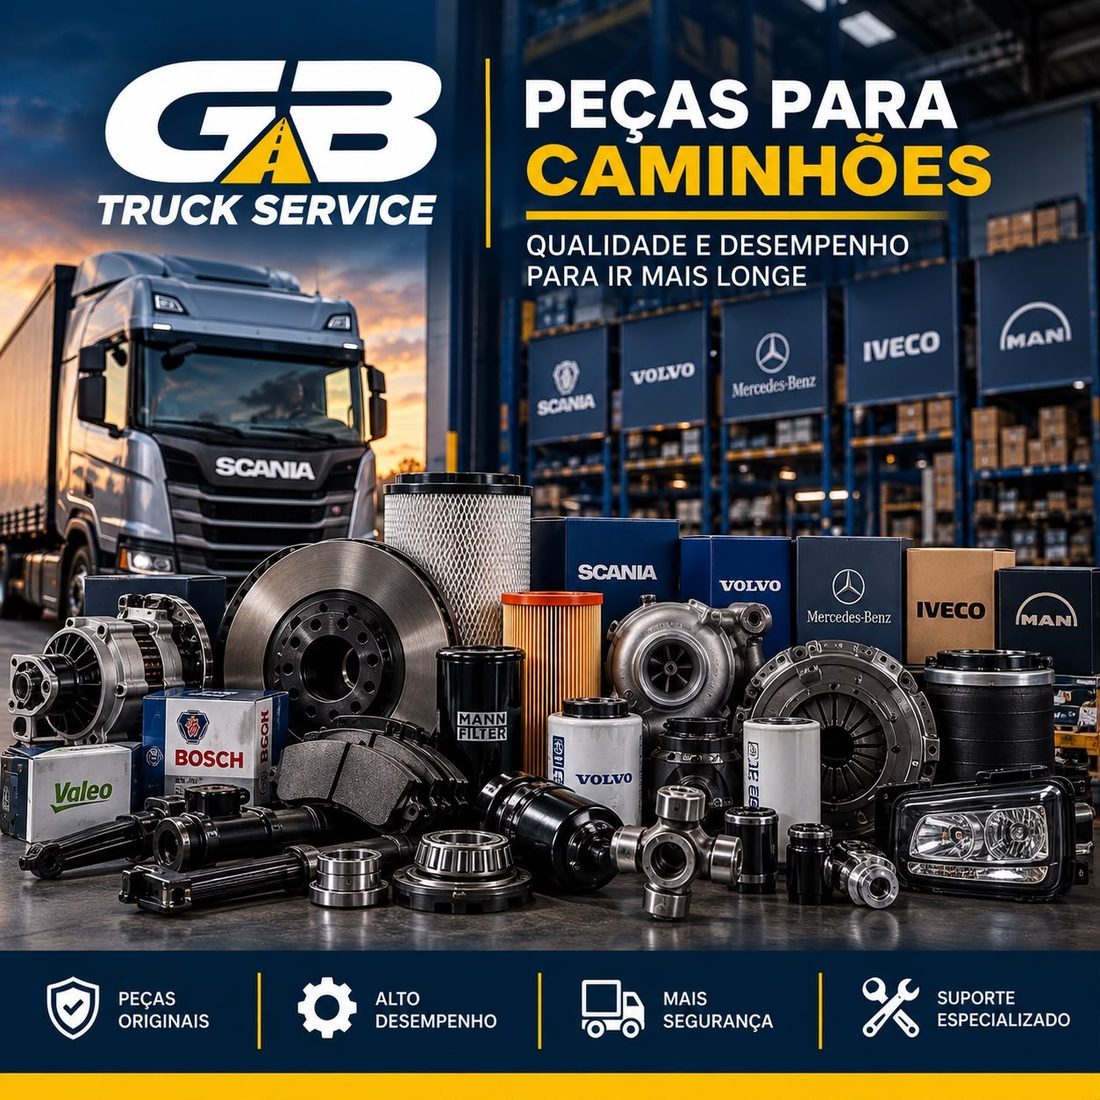 GB
TRUCK SERVICE
PEÇAS PARA
CAMINHÕES
QUALIDADE E DESEMPENHO
PARA IR MAIS LONGE
SCANIA
VOLVO
Mercedes-Benz
IVECO
MAN
SCANIA
SCANIA
VOLVO
Mercedes-Benz
IVECO
MAN
MANN
FILTER
BOSCH
BOSCH
Valeo
VOLVO
PEÇAS
ORIGINAIS
ALTO
DESEMPENHO
MAIS
SEGURANÇA
SUPORTE
ESPECIALIZADO